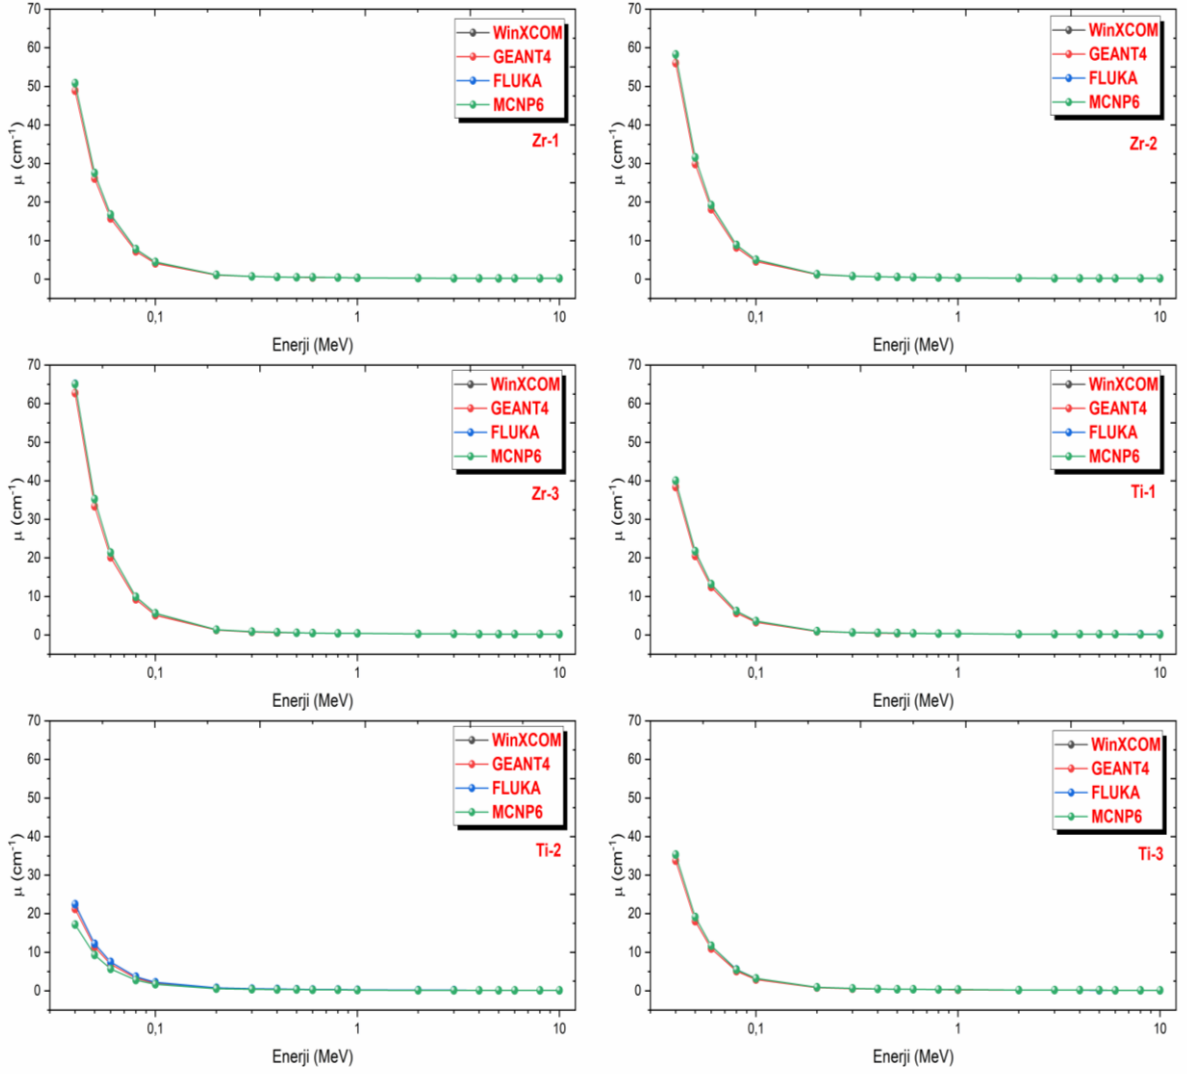 70
60
50
40
30
20
10
0
μ (cm⁻¹)
WinXCOM
GEANT4
FLUKA
MCNP6
Zr-1
0,1
1
10
Enerji (MeV)
70
60
50
40
30
20
10
0
μ (cm⁻¹)
WinXCOM
GEANT4
FLUKA
MCNP6
Zr-2
0,1
1
10
Enerji (MeV)
70
60
50
40
30
20
10
0
μ (cm⁻¹)
WinXCOM
GEANT4
FLUKA
MCNP6
Zr-3
0,1
1
10
Enerji (MeV)
70
60
50
40
30
20
10
0
μ (cm⁻¹)
WinXCOM
GEANT4
FLUKA
MCNP6
Ti-1
0,1
1
10
Enerji (MeV)
70
60
50
40
30
20
10
0
μ (cm⁻¹)
WinXCOM
GEANT4
FLUKA
MCNP6
Ti-2
0,1
1
10
Enerji (MeV)
70
60
50
40
30
20
10
0
μ (cm⁻¹)
WinXCOM
GEANT4
FLUKA
MCNP6
Ti-3
0,1
1
10
Enerji (MeV)